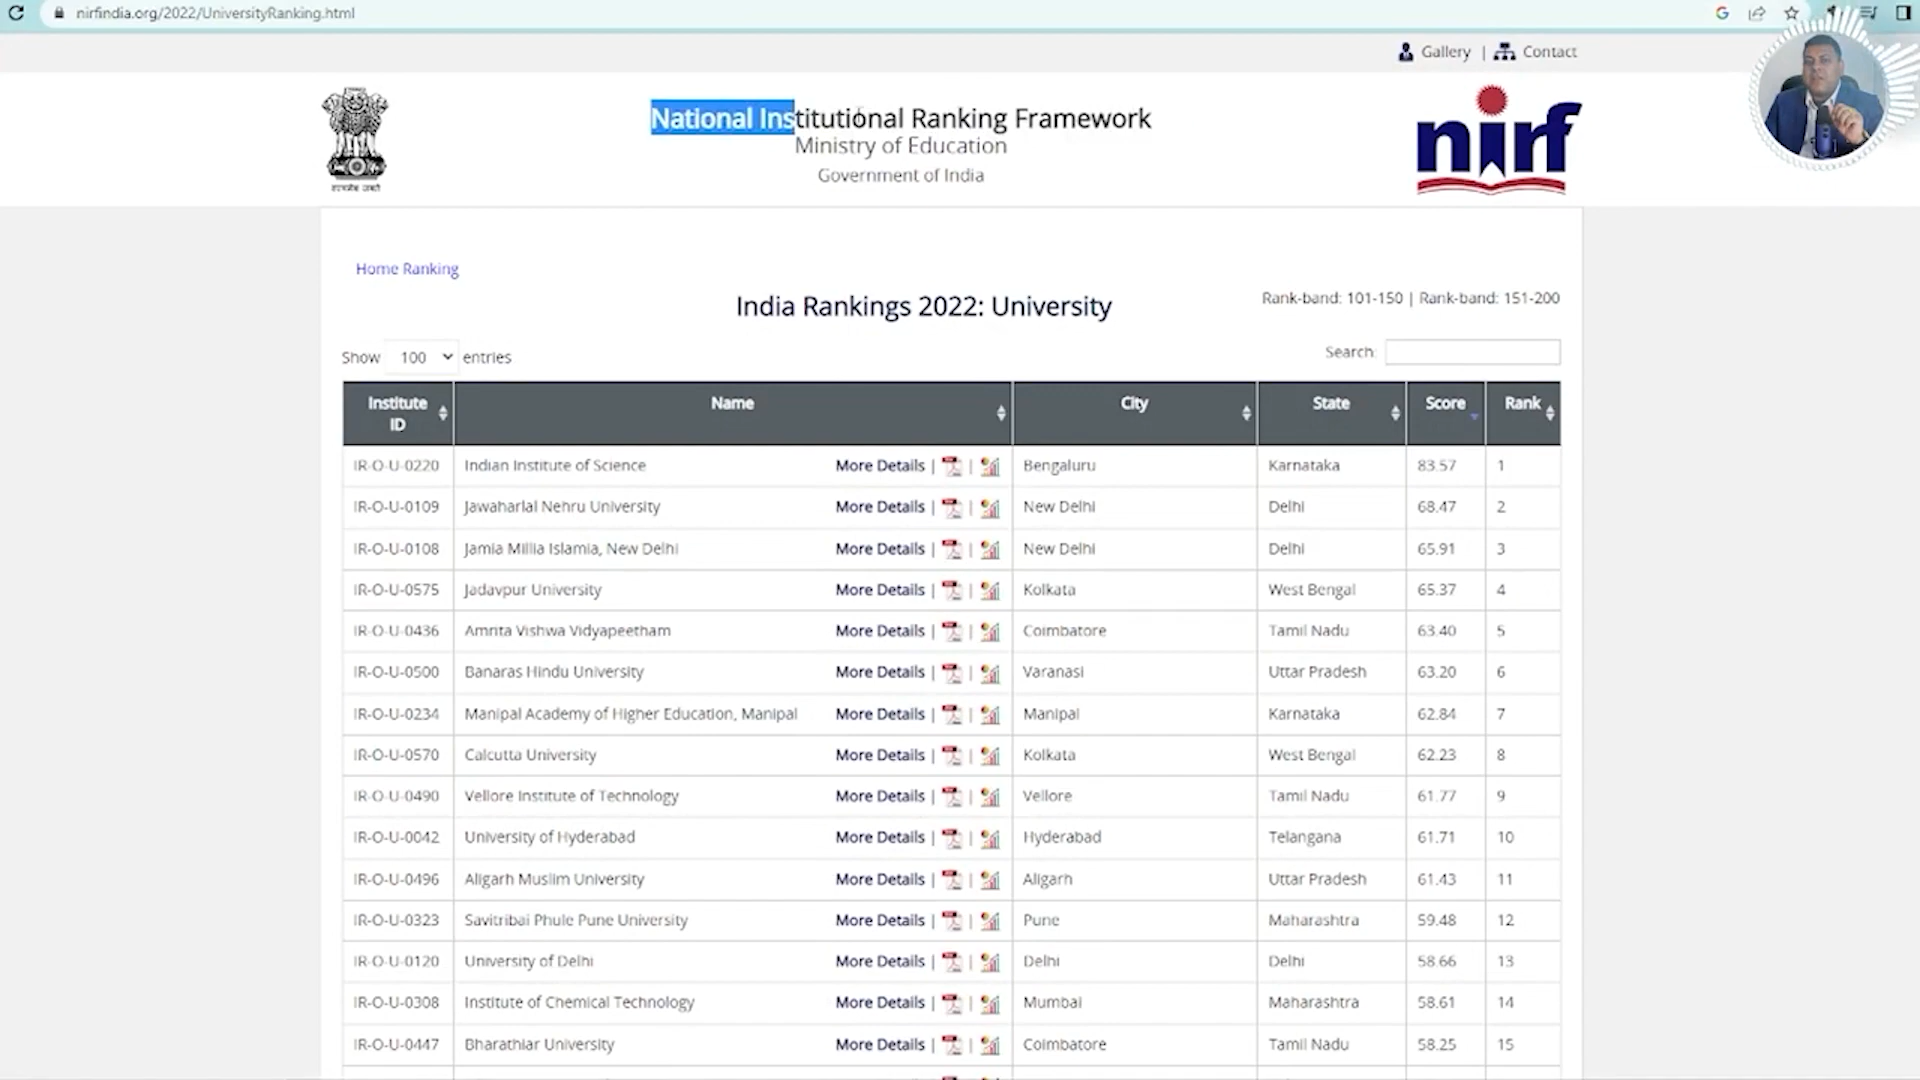 nirfindia.org/2022/UniversityRanking.html
Gallery | Contact
National Institutional Ranking Framework
Ministry of Education
Government of India
सत्यमेव जयते
nirf
Home Ranking
India Rankings 2022: University
Rank-band: 101-150 | Rank-band: 151-200
Show 100 entries
Search:
Institute ID Name City State Score Rank
IR-O-U-0220 Indian Institute of Science More Details | | Bengaluru Karnataka 83.57 1
IR-O-U-0109 Jawaharlal Nehru University More Details | | New Delhi Delhi 68.47 2
IR-O-U-0108 Jamia Millia Islamia, New Delhi More Details | | New Delhi Delhi 65.91 3
IR-O-U-0575 Jadavpur University More Details | | Kolkata West Bengal 65.37 4
IR-O-U-0436 Amrita Vishwa Vidyapeetham More Details | | Coimbatore Tamil Nadu 63.40 5
IR-O-U-0500 Banaras Hindu University More Details | | Varanasi Uttar Pradesh 63.20 6
IR-O-U-0234 Manipal Academy of Higher Education, Manipal More Details | | Manipal Karnataka 62.84 7
IR-O-U-0570 Calcutta University More Details | | Kolkata West Bengal 62.23 8
IR-O-U-0490 Vellore Institute of Technology More Details | | Vellore Tamil Nadu 61.77 9
IR-O-U-0042 University of Hyderabad More Details | | Hyderabad Telangana 61.71 10
IR-O-U-0496 Aligarh Muslim University More Details | | Aligarh Uttar Pradesh 61.43 11
IR-O-U-0323 Savitribai Phule Pune University More Details | | Pune Maharashtra 59.48 12
IR-O-U-0120 University of Delhi More Details | | Delhi Delhi 58.66 13
IR-O-U-0308 Institute of Chemical Technology More Details | | Mumbai Maharashtra 58.61 14
IR-O-U-0447 Bharathiar University More Details | | Coimbatore Tamil Nadu 58.25 15